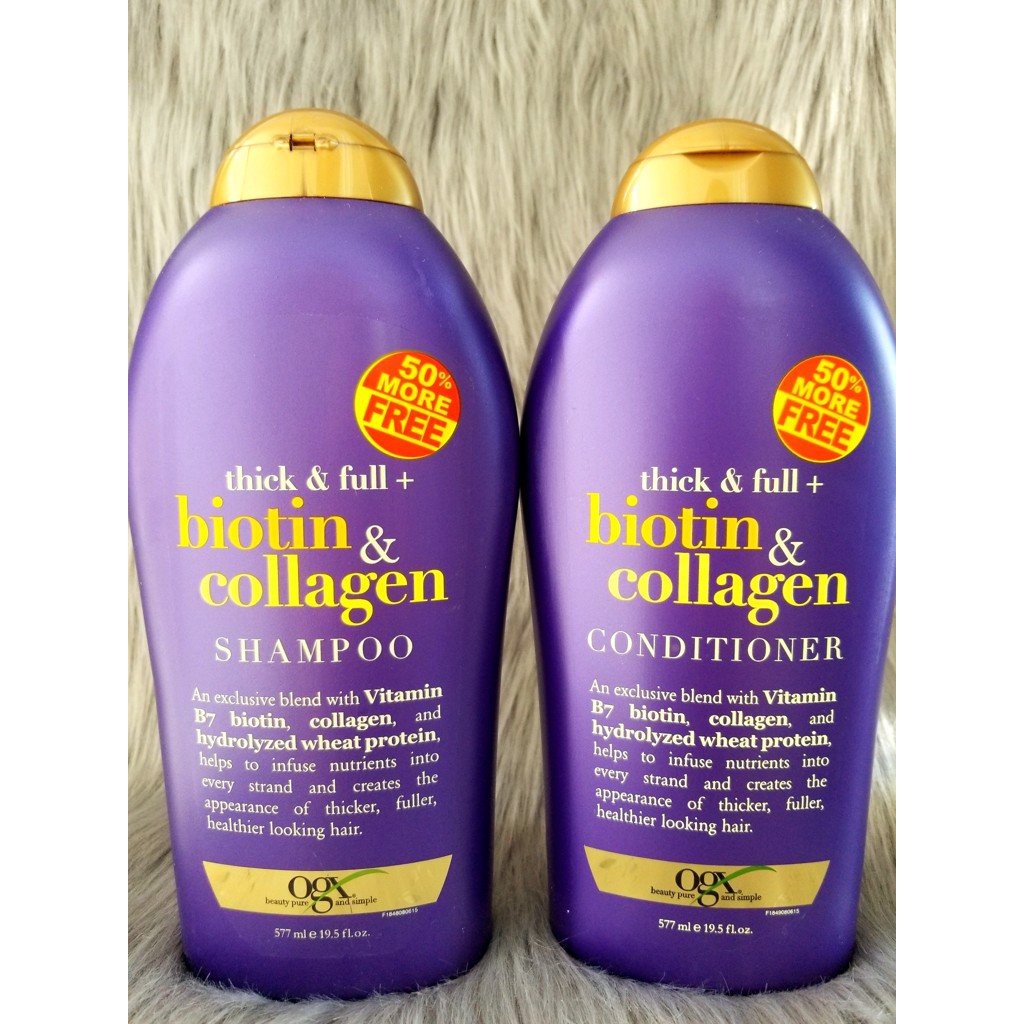 50%
MORE
FREE
thick & full +
biotin
&
collagen
SHAMPOO
An exclusive blend with Vitamin
B7 biotin, collagen, and
hydrolyzed wheat protein,
helps to infuse nutrients into
every strand and creates the
appearance of thicker, fuller,
healthier looking hair.
ogx®
beauty pure and simple
F1848080615
577 ml e 19.5 fl.oz.
50%
MORE
FREE
thick & full +
biotin
&
collagen
CONDITIONER
An exclusive blend with Vitamin
B7 biotin, collagen, and
hydrolyzed wheat protein,
helps to infuse nutrients into
every strand and creates the
appearance of thicker, fuller,
healthier looking hair.
ogx®
beauty pure and simple
F1849080615
577 ml e 19.5 fl.oz.